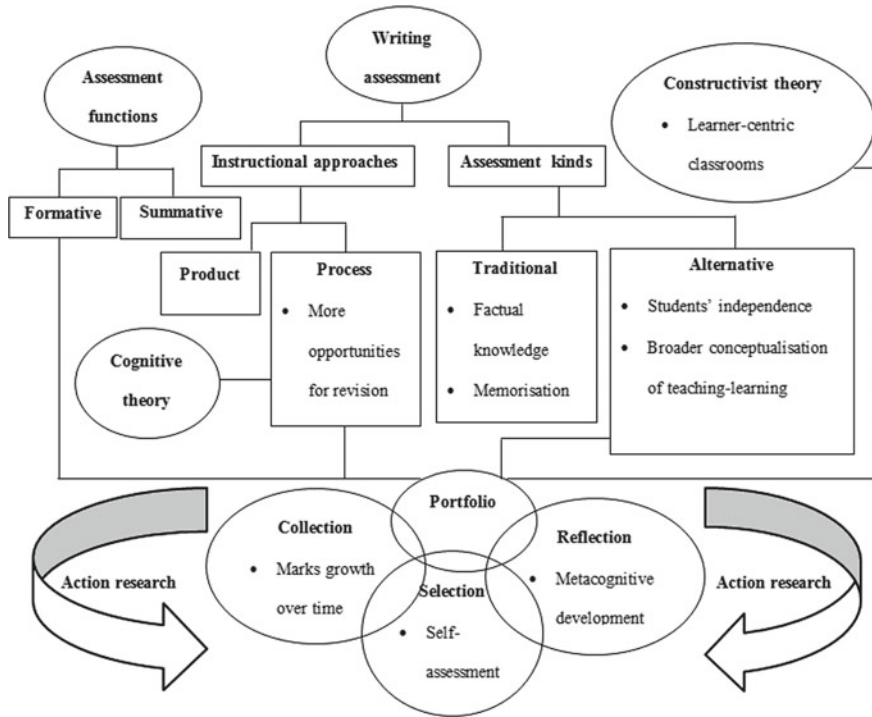 Writing
assessment
Assessment
functions
Constructivist theory
• Learner-centric
classrooms
Instructional approaches
Assessment kinds
Formative
Summative
Product
Process
• More
opportunities
for revision
Traditional
• Factual
knowledge
• Memorisation
Alternative
• Students’ independence
• Broader conceptualisation
of teaching-learning
Cognitive
theory
Portfolio
Collection
• Marks growth
over time
Reflection
• Metacognitive
development
Selection
• Self-
assessment
Action research
Action research